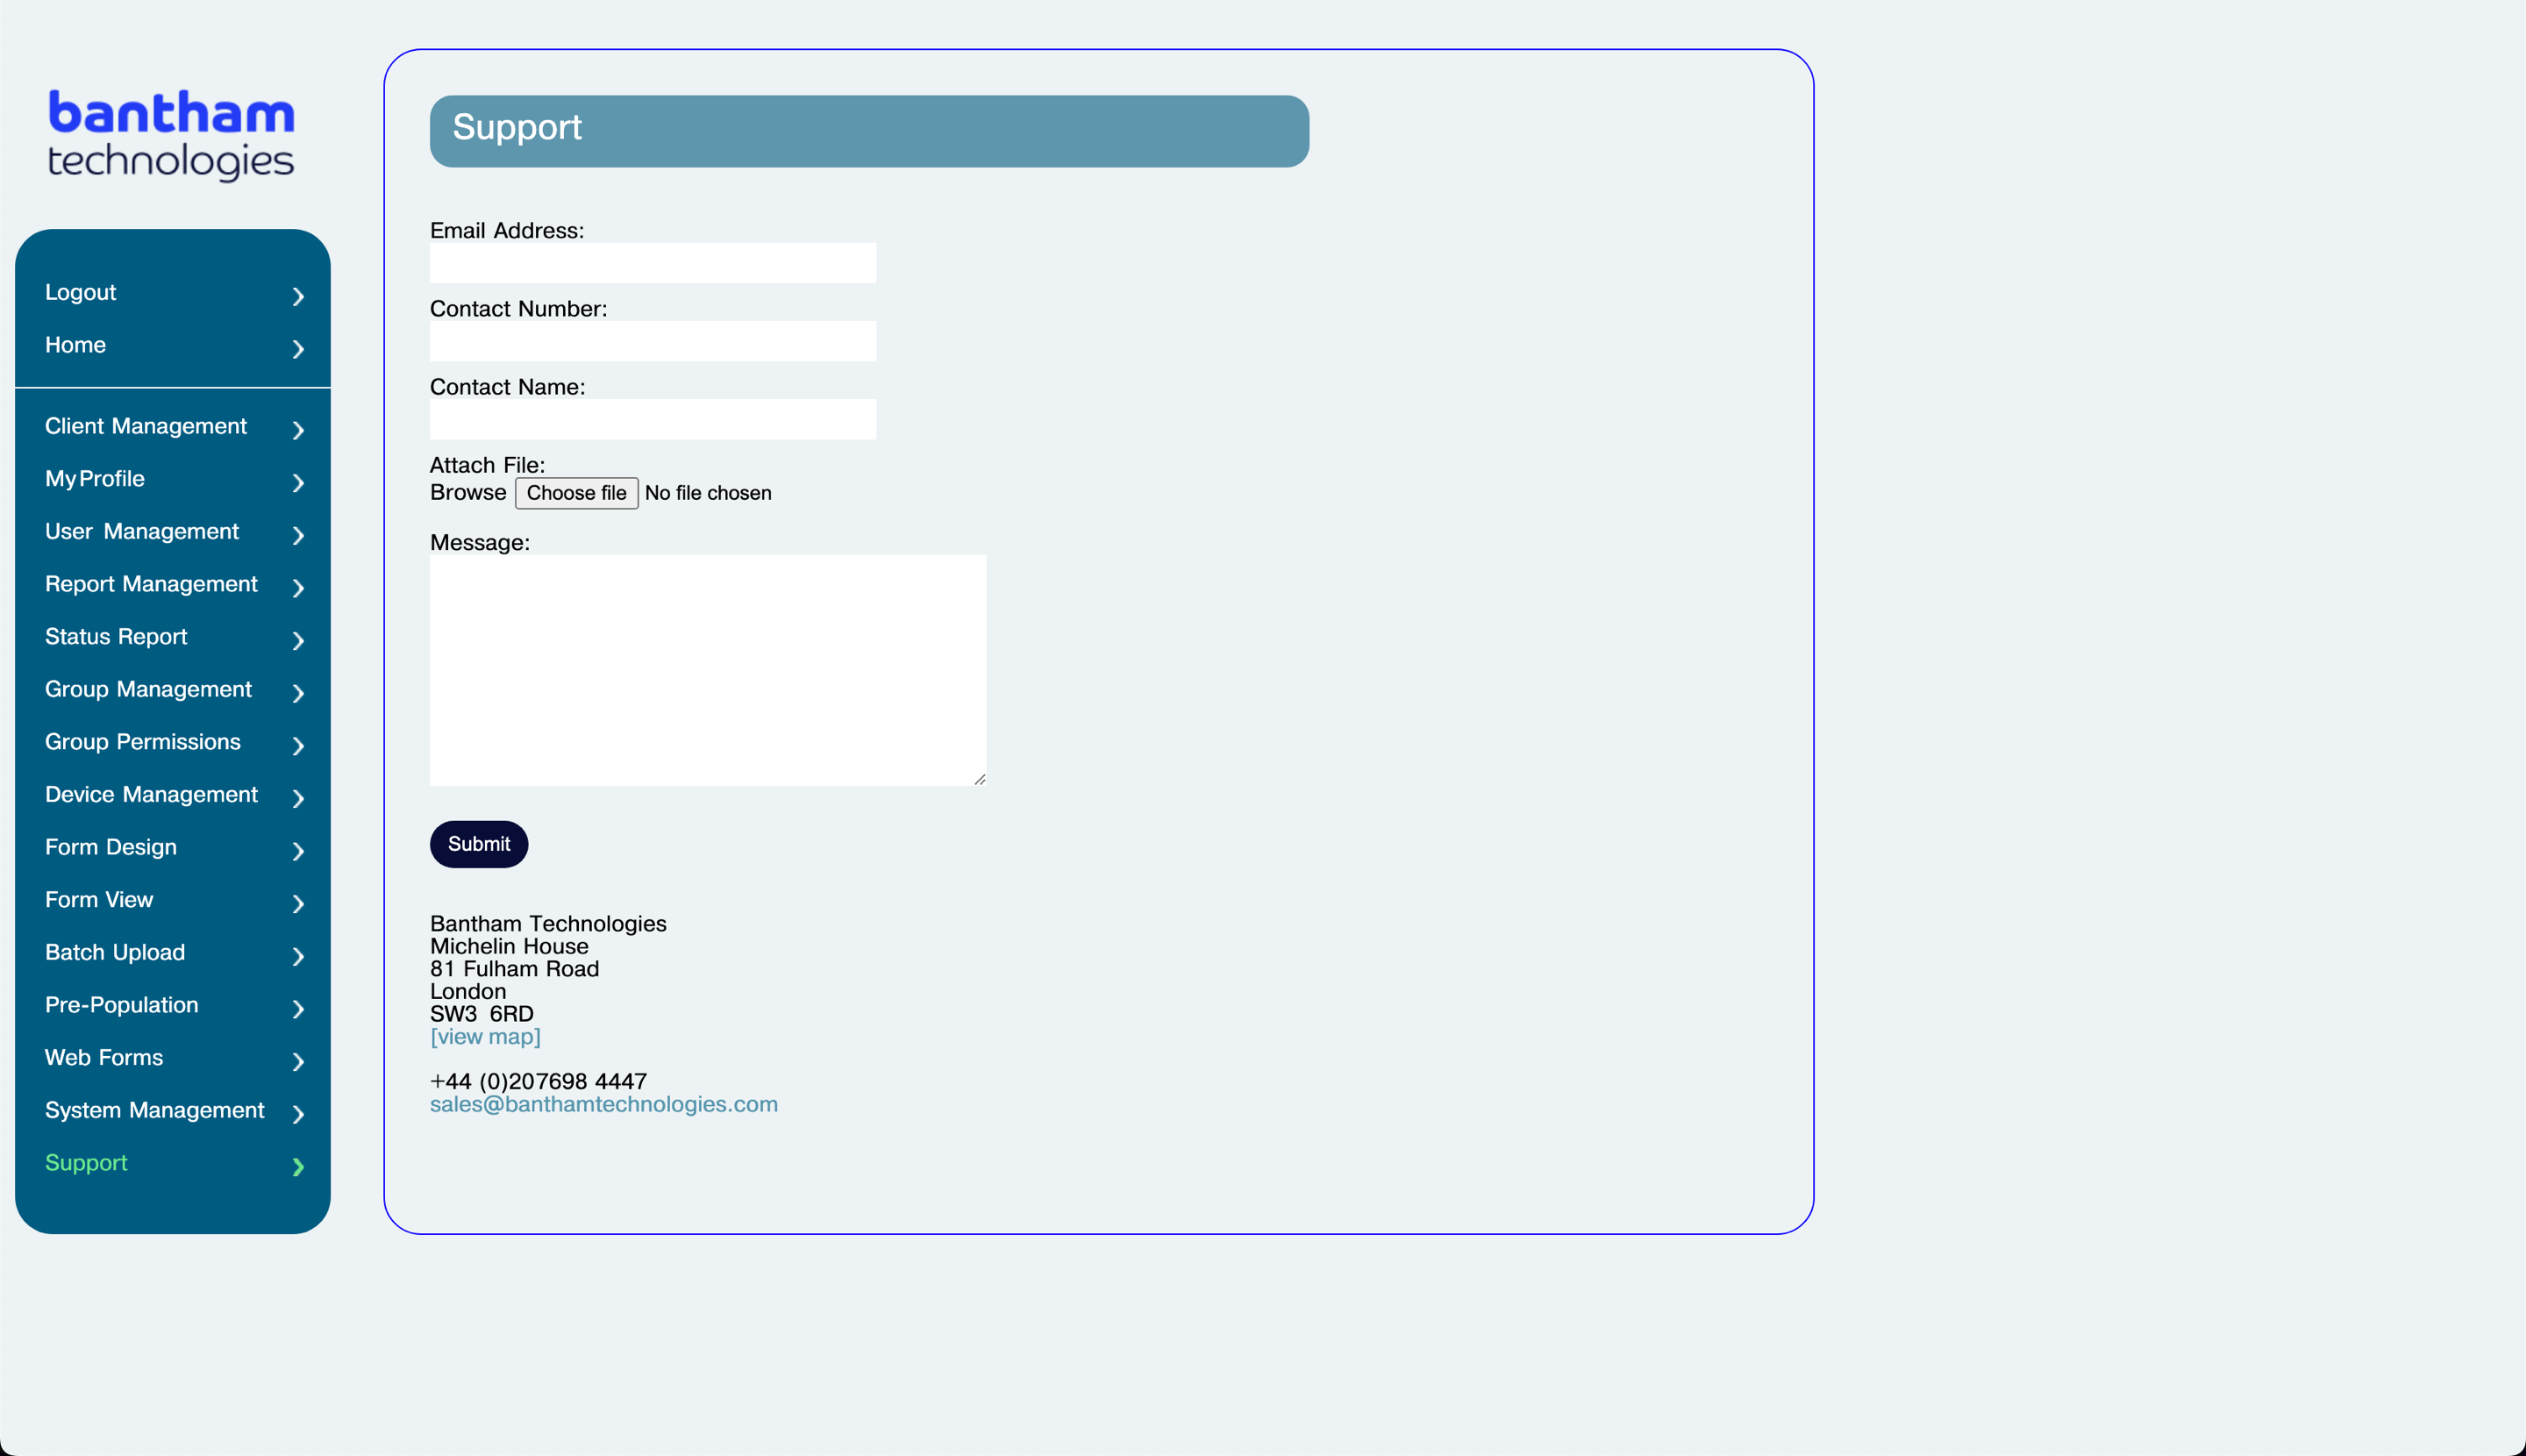 bantham
technologies
Logout
Home
Client Management
My Profile
User Management
Report Management
Status Report
Group Management
Group Permissions
Device Management
Form Design
Form View
Batch Upload
Pre-Population
Web Forms
System Management
Support
Support
Email Address:
Contact Number:
Contact Name:
Attach File:
Browse Choose file No file chosen
Message:
Submit
Bantham Technologies
Michelin House
81 Fulham Road
London
SW3 6RD
[view map]
+44 (0)207698 4447
sales@banthamtechnologies.com